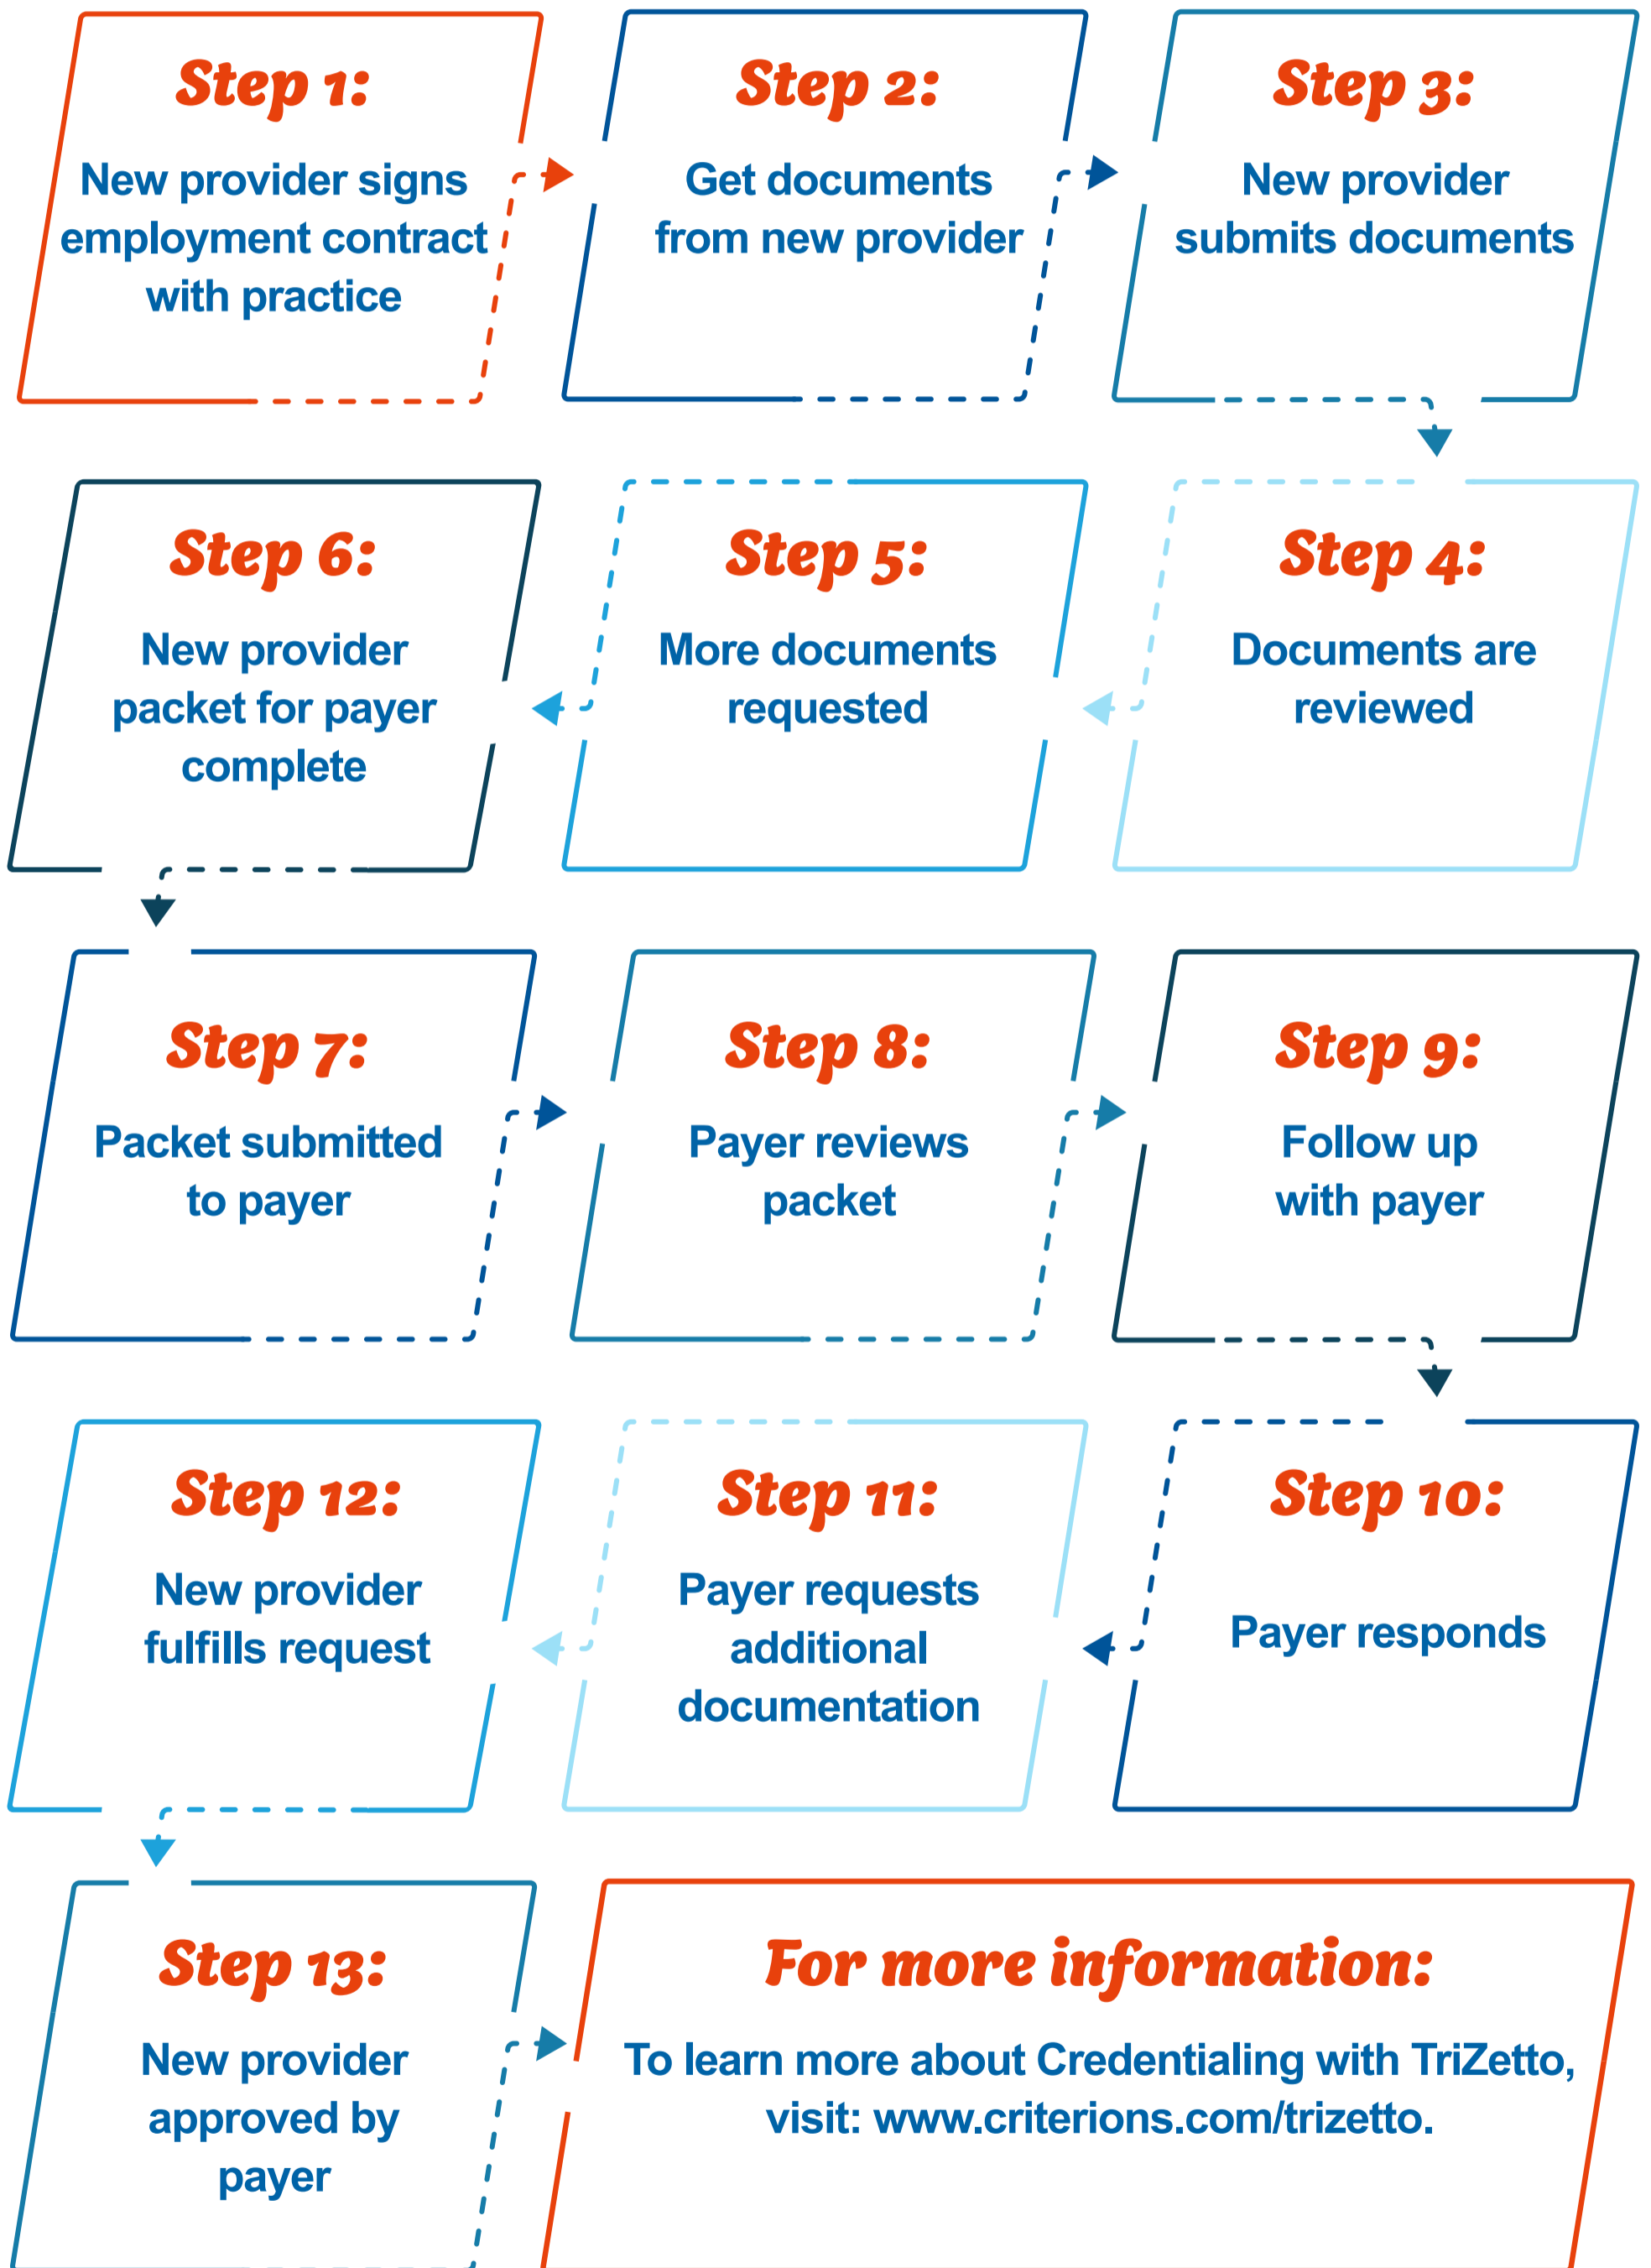 Step 1:
New provider signs
employment contract
with practice
Step 2:
Get documents
from new provider
Step 3:
New provider
submits documents
Step 4:
Documents are
reviewed
Step 5:
More documents
requested
Step 6:
New provider
packet for payer
complete
Step 7:
Packet submitted
to payer
Step 8:
Payer reviews
packet
Step 9:
Follow up
with payer
Step 10:
Payer responds
Step 11:
Payer requests
additional
documentation
Step 12:
New provider
fulfills request
Step 13:
New provider
approved by
payer
For more information:
To learn more about Credentialing with TriZetto,
visit: www.criterions.com/trizetto.